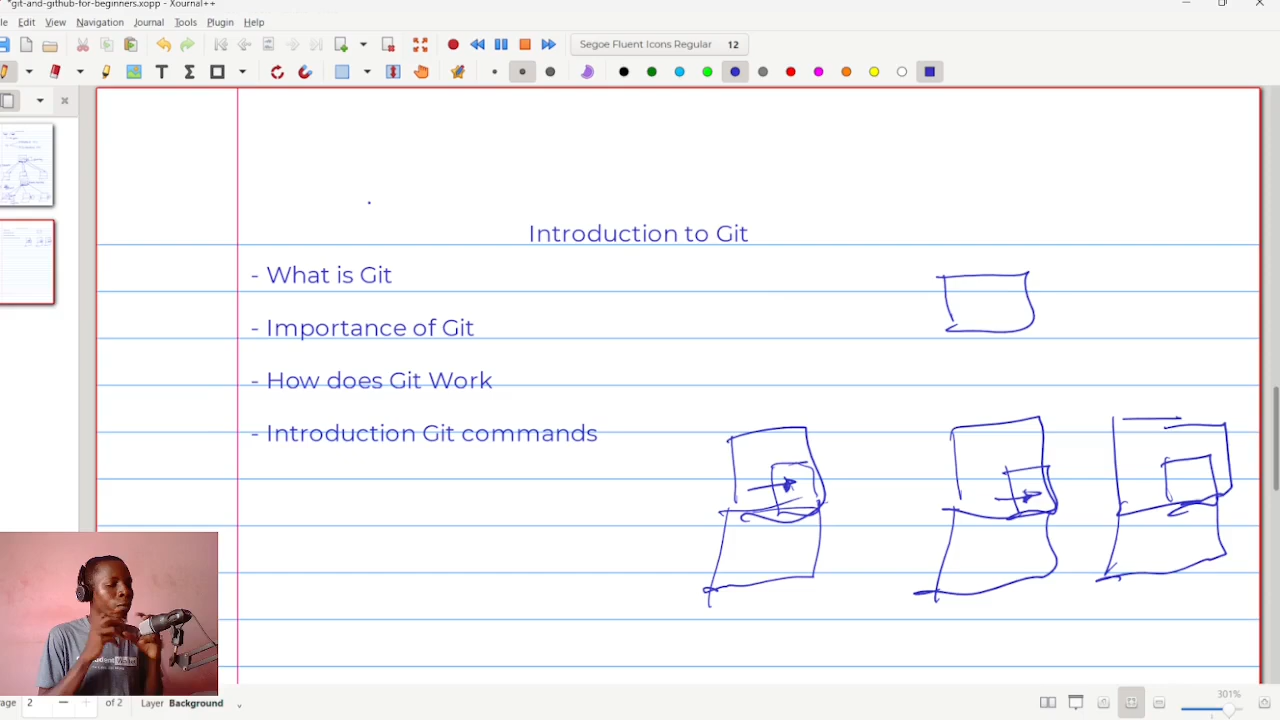 *git-and-github-for-beginners.xopp - Xournal++
Edit View Navigation Journal Tools Plugin Help
Segoe Fluent Icons Regular 12
Introduction to Git
- What is Git
- Importance of Git
- How does Git Work
- Introduction Git commands
2 of 2 Layer Background
301%